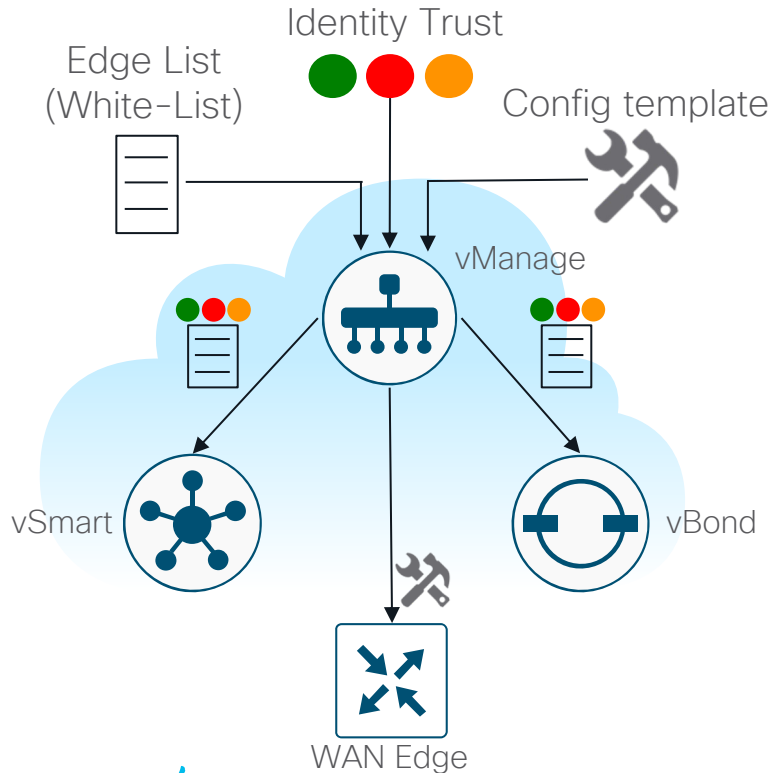 Identity Trust
Edge List
(White-List)
Config template
vManage
vSmart
vBond
WAN Edge